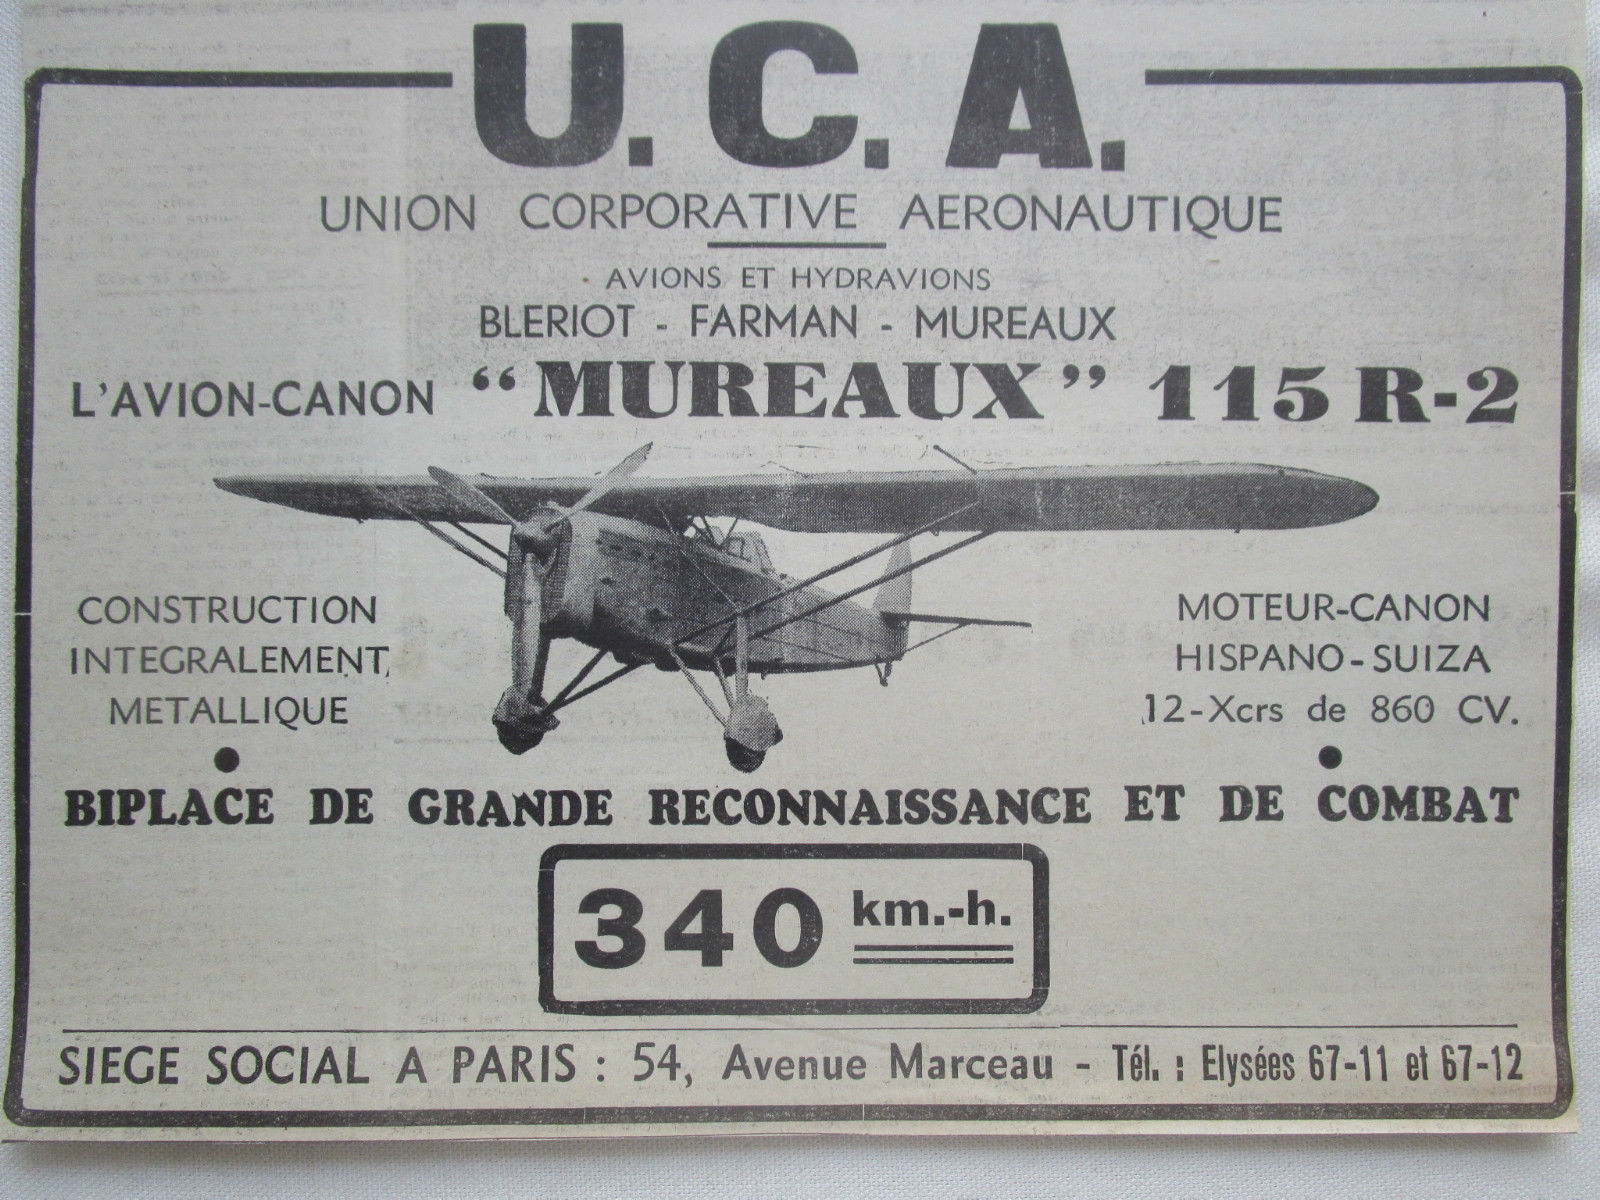 U. C. A.
UNION CORPORATIVE AERONAUTIQUE
AVIONS ET HYDRAVIONS
BLERIOT - FARMAN - MUREAUX
L'AVION-CANON “MUREAUX” 115 R-2
CONSTRUCTION
INTEGRALEMENT
METALLIQUE
MOTEUR-CANON
HISPANO-SUIZA
12-Xcrs de 860 CV.
BIPLACE DE GRANDE RECONNAISSANCE ET DE COMBAT
340 km.-h.
SIEGE SOCIAL A PARIS : 54, Avenue Marceau - Tél. : Elysées 67-11 et 67-12